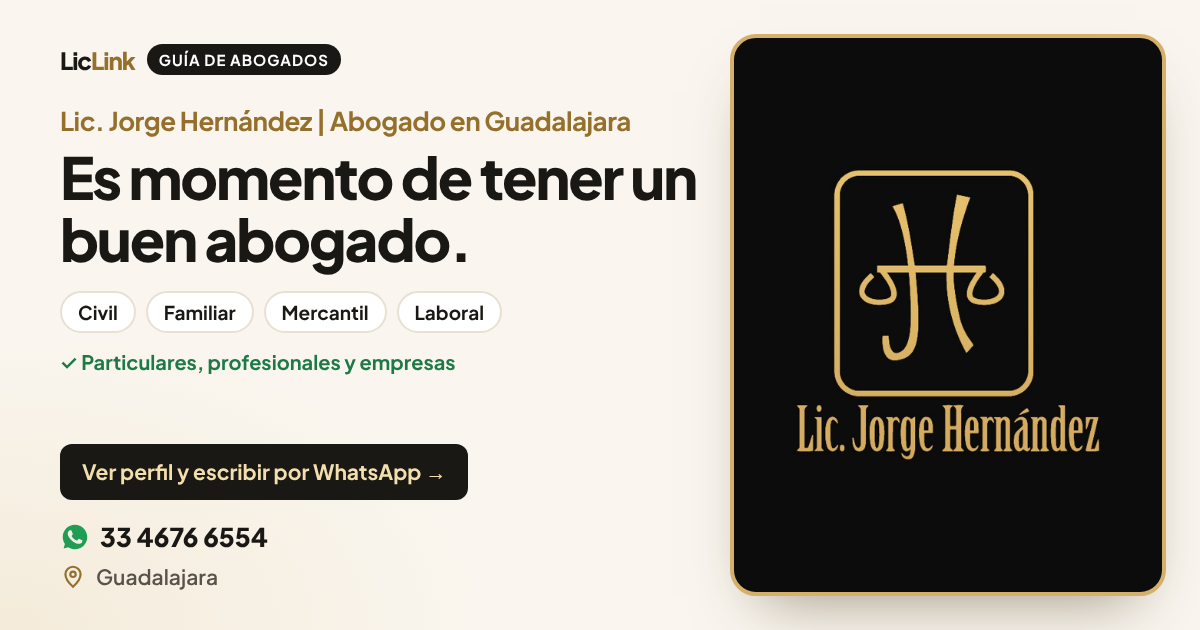 LicLink GUÍA DE ABOGADOS
Lic. Jorge Hernández | Abogado en Guadalajara
Es momento de tener un
buen abogado.
Civil Familiar Mercantil Laboral
✓ Particulares, profesionales y empresas
Ver perfil y escribir por WhatsApp →
33 4676 6554
Guadalajara
JH
Lic. Jorge Hernández